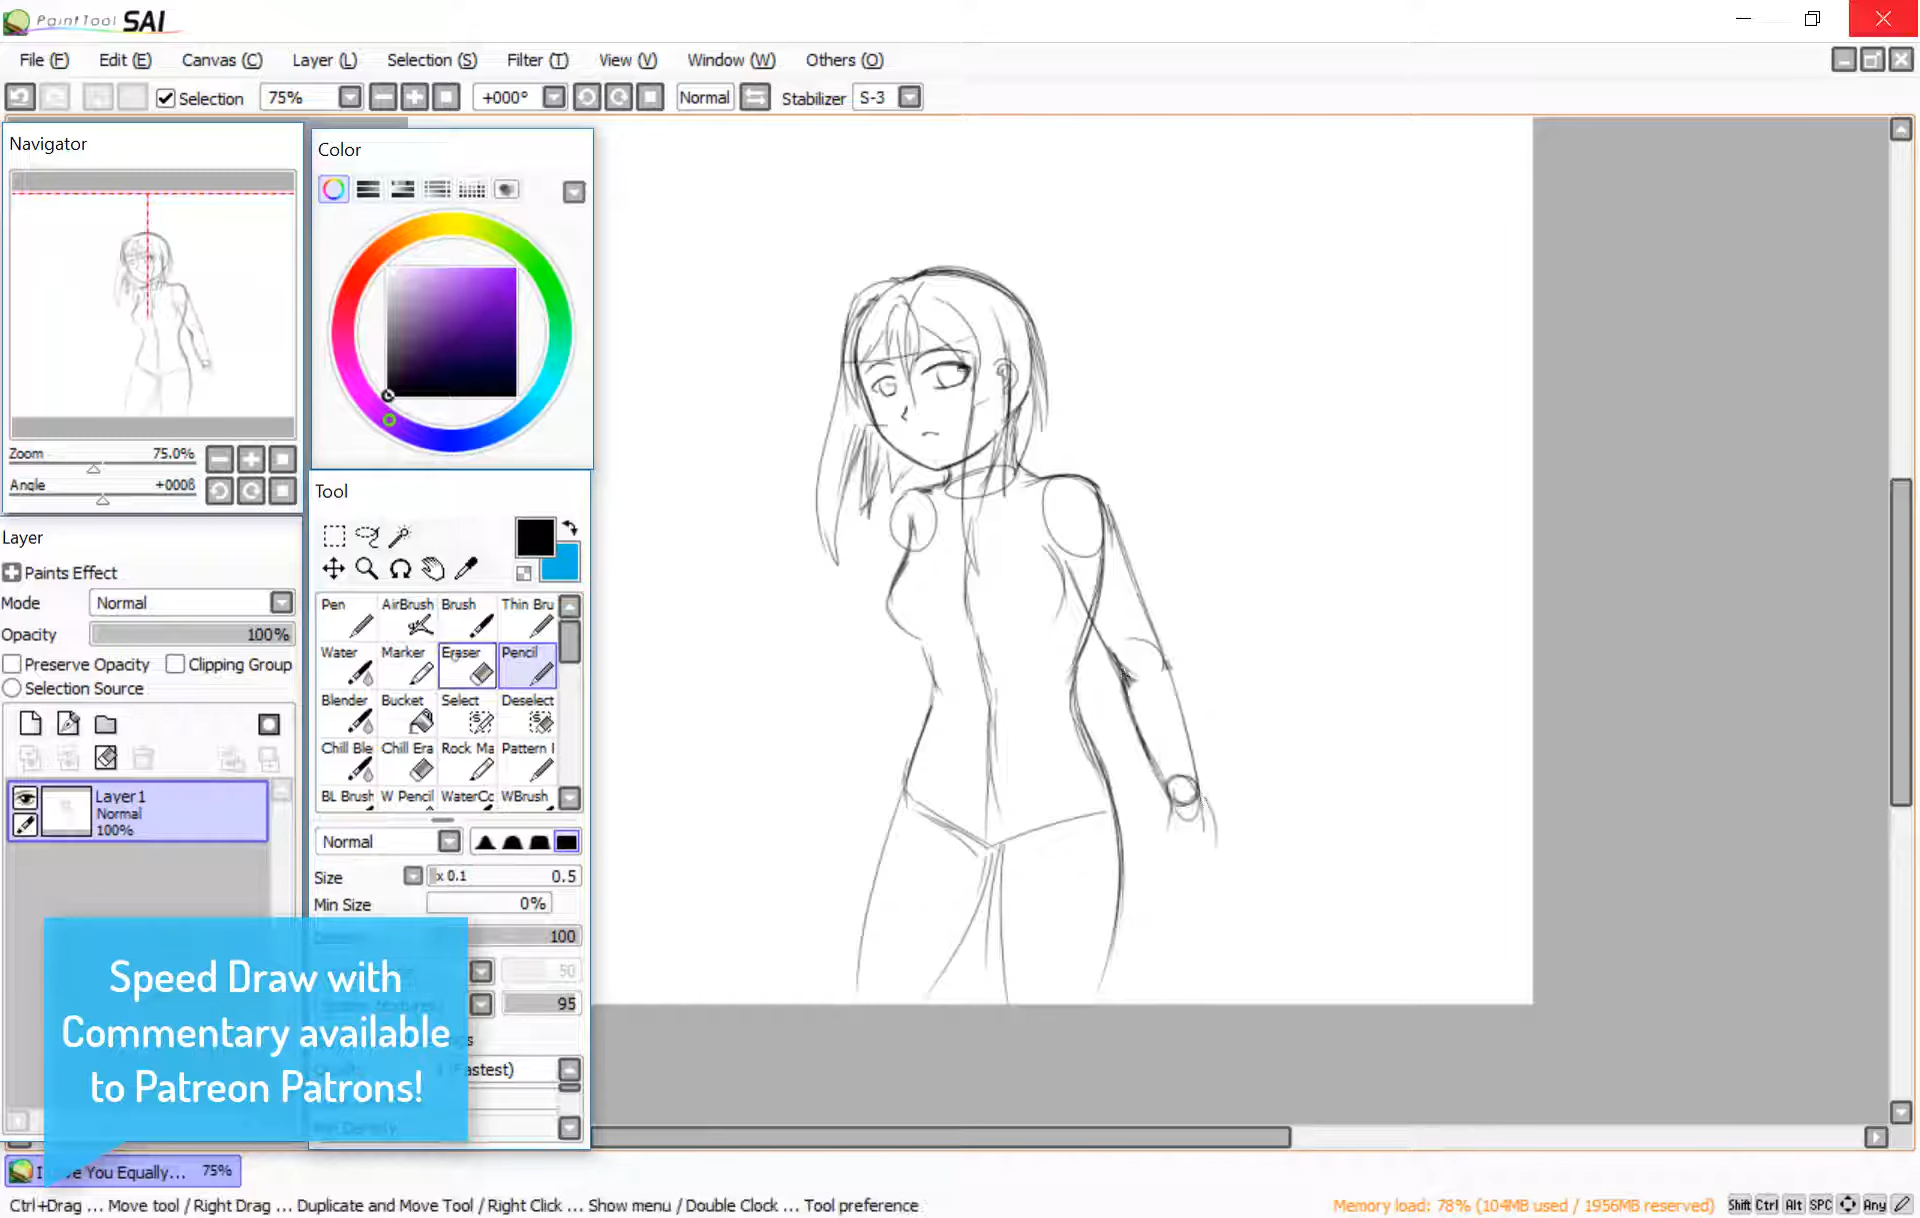 PaintTool SAI
File (F) Edit (E) Canvas (C) Layer (L) Selection (S) Filter (T) View (V) Window (W) Others (O)
Selection 75% +000° Normal Stabilizer S-3
Navigator
Zoom 75.0%
Angle +000ß
Layer
Paints Effect
Mode Normal
Opacity 100%
Preserve Opacity Clipping Group
Selection Source
Layer1
Normal
100%
Color
Tool
Pen AirBrush Brush Thin Bru
Water Marker Eraser Pencil
Blender Bucket Select Deselect
Chill Ble Chill Era Rock Ma Pattern
BL Brush W Pencil WaterCo WBrush
Normal
Size x 0.1 0.5
Min Size 0%
100
50
95
(Fastest)
Speed Draw with
Commentary available
to Patreon Patrons!
You Equally... 75%
Ctrl+Drag ... Move tool / Right Drag ... Duplicate and Move Tool / Right Click ... Show menu / Double Clock ... Tool preference
Memory load: 78% (104MB used / 1956MB reserved) Shift Ctrl Alt SPC Any